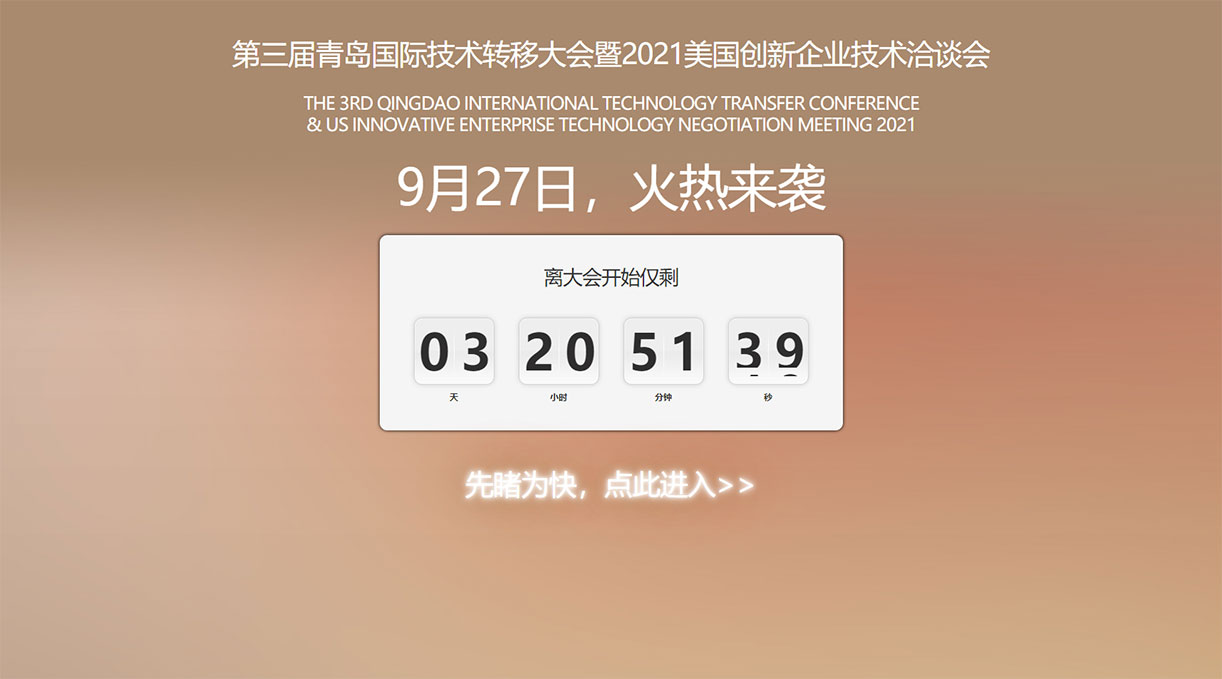 第三届青岛国际技术转移大会暨2021美国创新企业技术洽谈会
THE 3RD QINGDAO INTERNATIONAL TECHNOLOGY TRANSFER CONFERENCE
& US INNOVATIVE ENTERPRISE TECHNOLOGY NEGOTIATION MEETING 2021
9月27日，火热来袭
离大会开始仅剩
03 20 51 39
天 小时 分钟 秒
先睹为快，点此进入>>